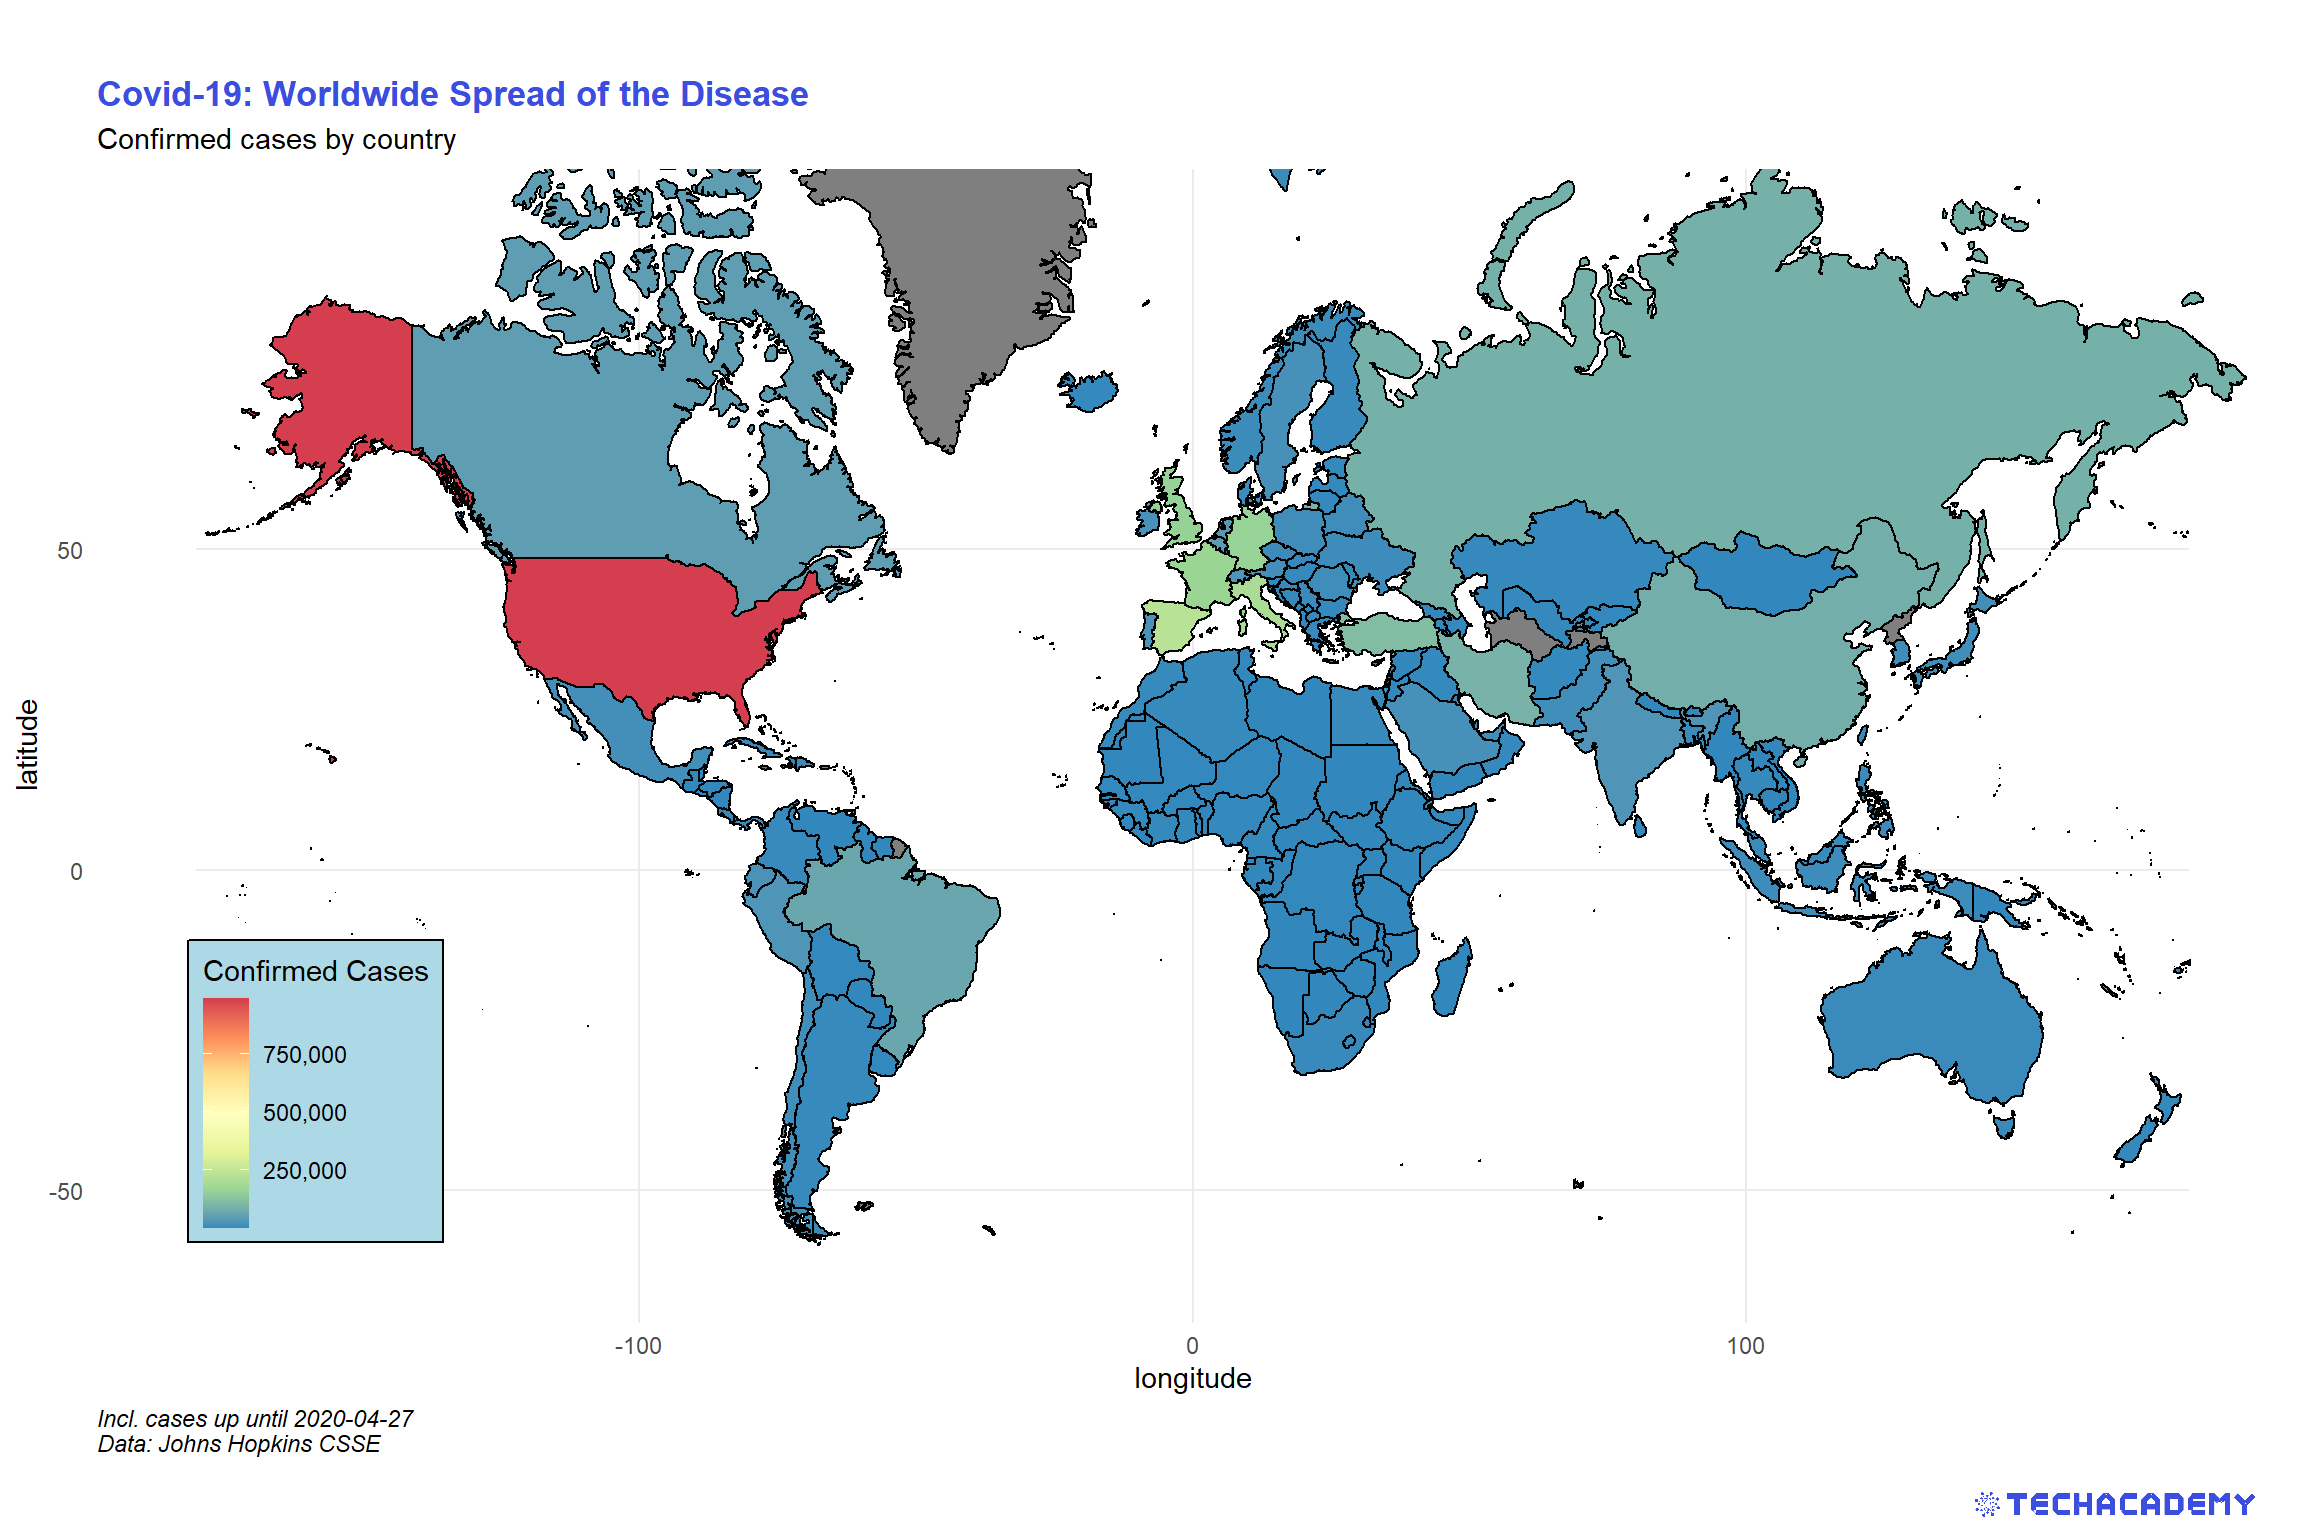 Covid-19: Worldwide Spread of the Disease
Confirmed cases by country
latitude
50
0
-50
Confirmed Cases
750,000
500,000
250,000
-100
0
100
longitude
Incl. cases up until 2020-04-27
Data: Johns Hopkins CSSE
TECHACADEMY